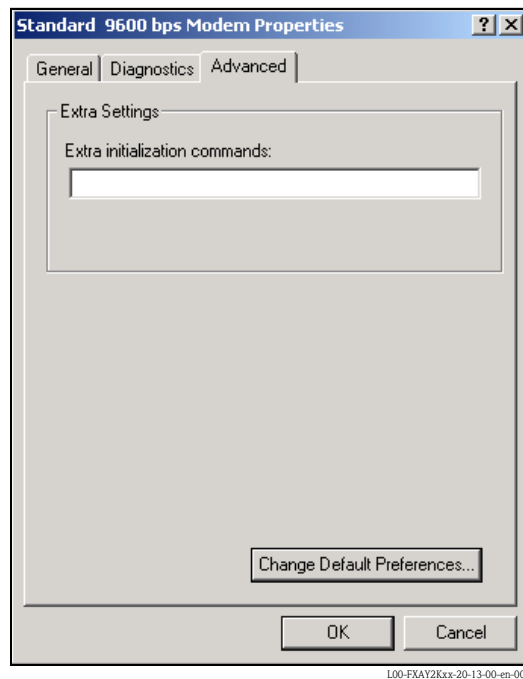 Standard 9600 bps Modem Properties ? X
General Diagnostics Advanced
Extra Settings
Extra initialization commands:
Change Default Preferences...
OK Cancel
L00-FXAY2Kxx-20-13-00-en-00